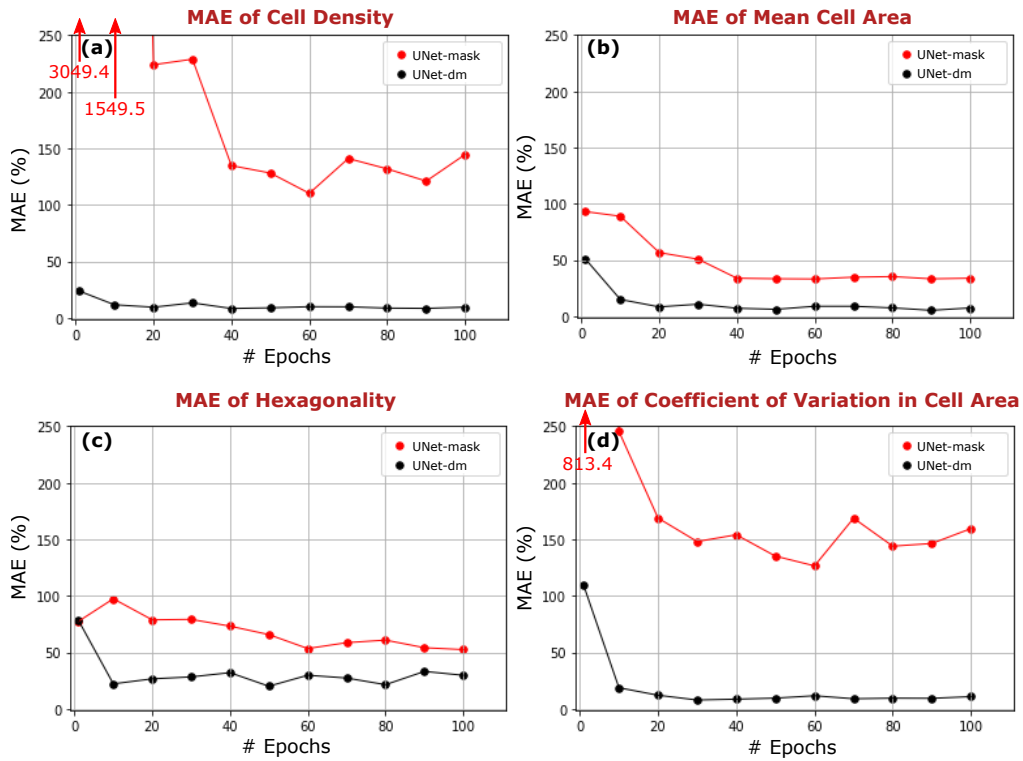 MAE of Cell Density
(a)
3049.4
1549.5
UNet-mask
UNet-dm
250
200
150
100
50
0
MAE (%)
0 20 40 60 80 100
# Epochs
MAE of Mean Cell Area
(b)
UNet-mask
UNet-dm
250
200
150
100
50
0
MAE (%)
0 20 40 60 80 100
# Epochs
MAE of Hexagonality
(c)
UNet-mask
UNet-dm
250
200
150
100
50
0
MAE (%)
0 20 40 60 80 100
# Epochs
MAE of Coefficient of Variation in Cell Area
(d)
813.4
UNet-mask
UNet-dm
250
200
150
100
50
0
MAE (%)
0 20 40 60 80 100
# Epochs